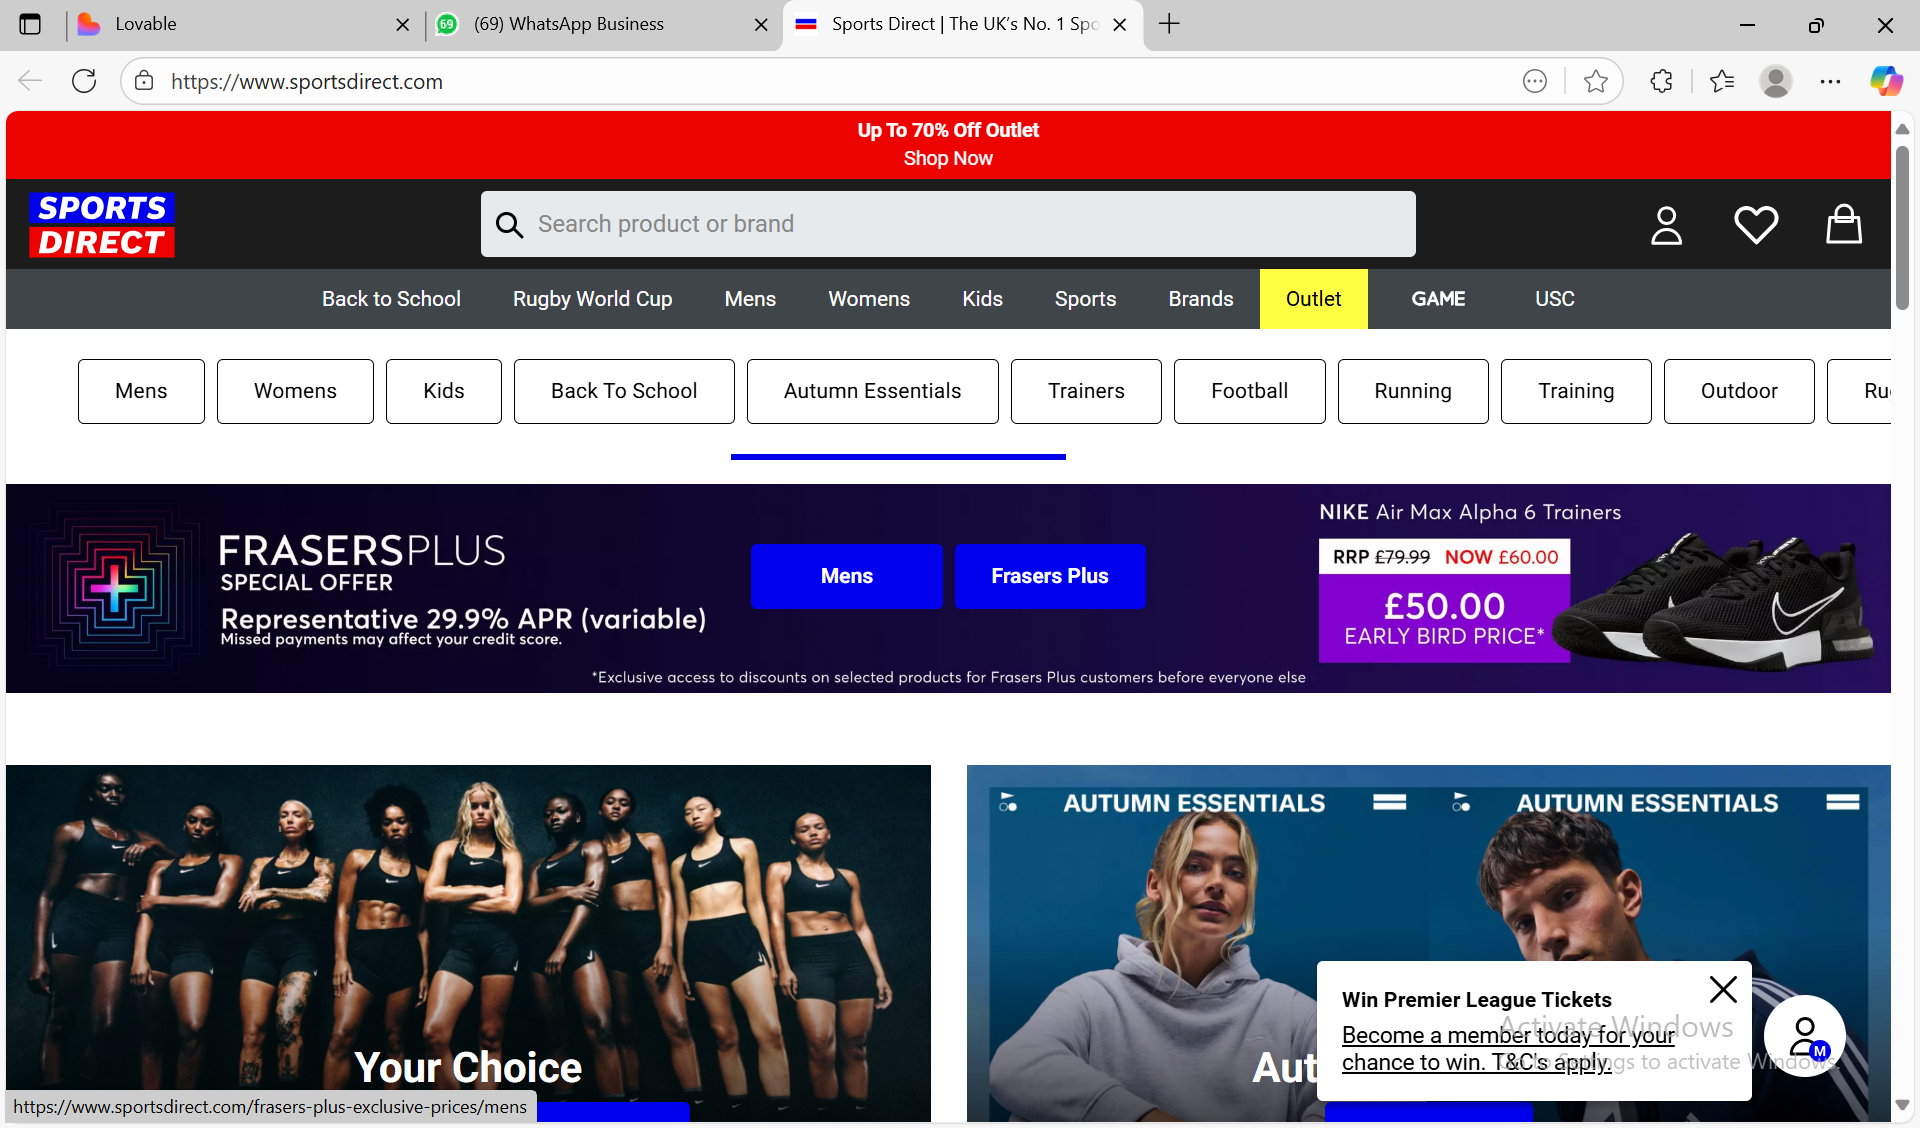 Lovable
69
(69) WhatsApp Business
Sports Direct | The UK's No. 1 Spo
https://www.sportsdirect.com
Up To 70% Off Outlet
Shop Now
SPORTS
DIRECT
Search product or brand
Back to School
Rugby World Cup
Mens
Womens
Kids
Sports
Brands
Outlet
GAME
USC
Mens
Womens
Kids
Back To School
Autumn Essentials
Trainers
Football
Running
Training
Outdoor
Ru
FRASERSPLUS
SPECIAL OFFER
Representative 29.9% APR (variable)
Missed payments may affect your credit score.
Mens
Frasers Plus
NIKE Air Max Alpha 6 Trainers
RRP £79.99 NOW £60.00
£50.00
EARLY BIRD PRICE*
*Exclusive access to discounts on selected products for Frasers Plus customers before everyone else
AUTUMN ESSENTIALS
AUTUMN ESSENTIALS
Your Choice
Aut
Win Premier League Tickets
Become a member today for your
chance to win. T&C's apply.
M
Activate Windows
Go to Settings to activate Windows.
https://www.sportsdirect.com/frasers-plus-exclusive-prices/mens